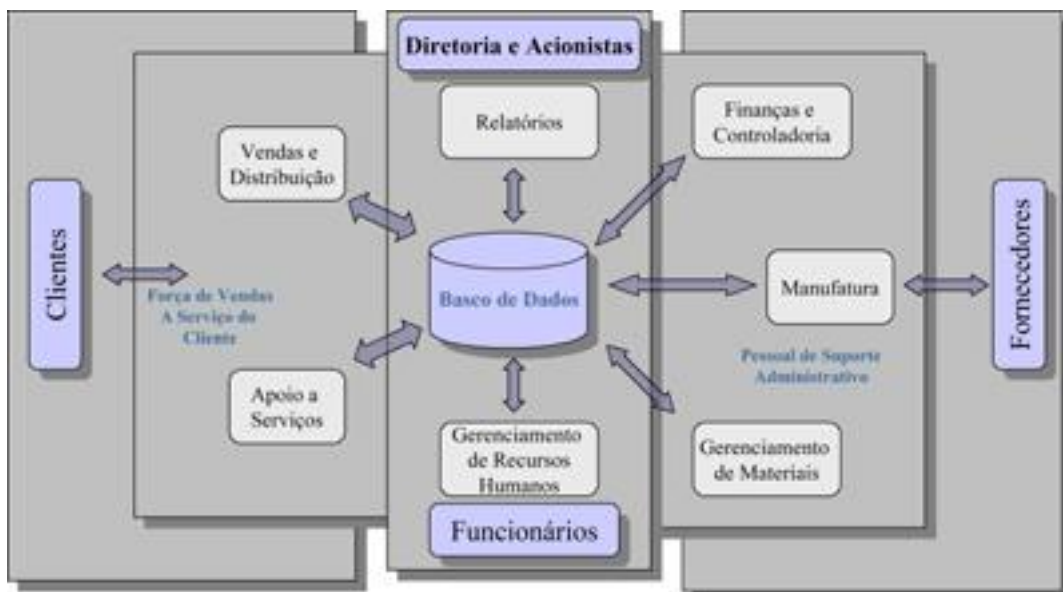 Diretoria e Acionistas
Relatórios
Finanças e
Controladoria
Vendas e
Distribuição
Clientes
Força de Vendas
A Serviço do
Cliente
Basco de Dados
Manufatura
Fornecedores
Pessoal de Suporte
Administrativo
Apoio a
Serviços
Gerenciamento
de Recursos
Humanos
Gerenciamento
de Materiais
Funcionários